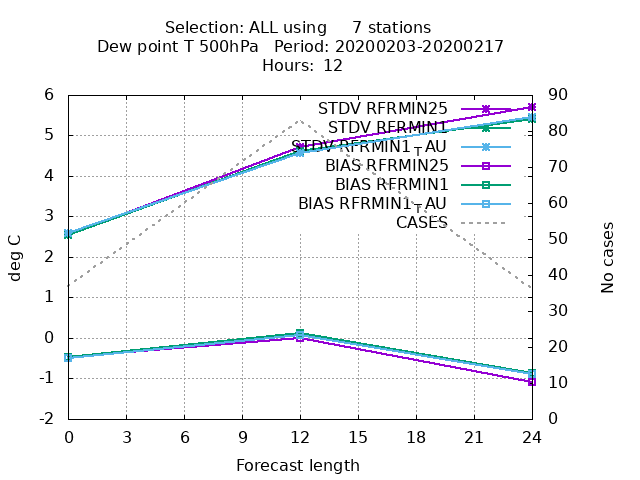 Selection: ALL using 7 stations
Dew point T 500hPa Period: 20200203-20200217
Hours: 12
6
5
4
3
2
1
0
-1
-2
deg C
90
80
70
60
50
40
30
20
10
0
No cases
STDV RFRMIN25
STDV RFRMIN1
STDV RFRMIN1_TAU
BIAS RFRMIN25
BIAS RFRMIN1
BIAS RFRMIN1_TAU
CASES
0 3 6 9 12 15 18 21 24
Forecast length